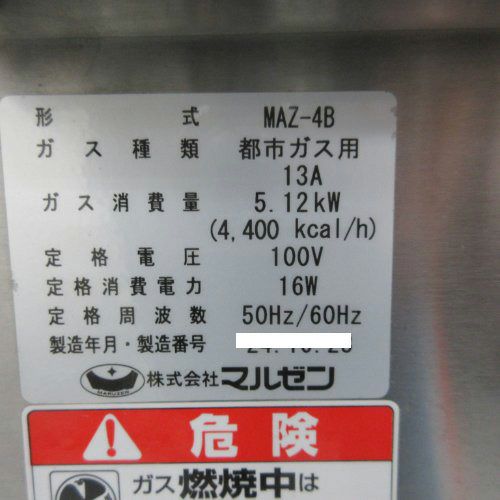 形式 MAZ-4B
ガス種類 都市ガス用
13A
ガス消費量 5.12kW
(4,400 kcal/h)
定格電圧 100V
定格消費電力 16W
定格周波数 50Hz/60Hz
製造年月・製造番号
MARUZEN 株式会社マルゼン
危険
ガス燃焼中は